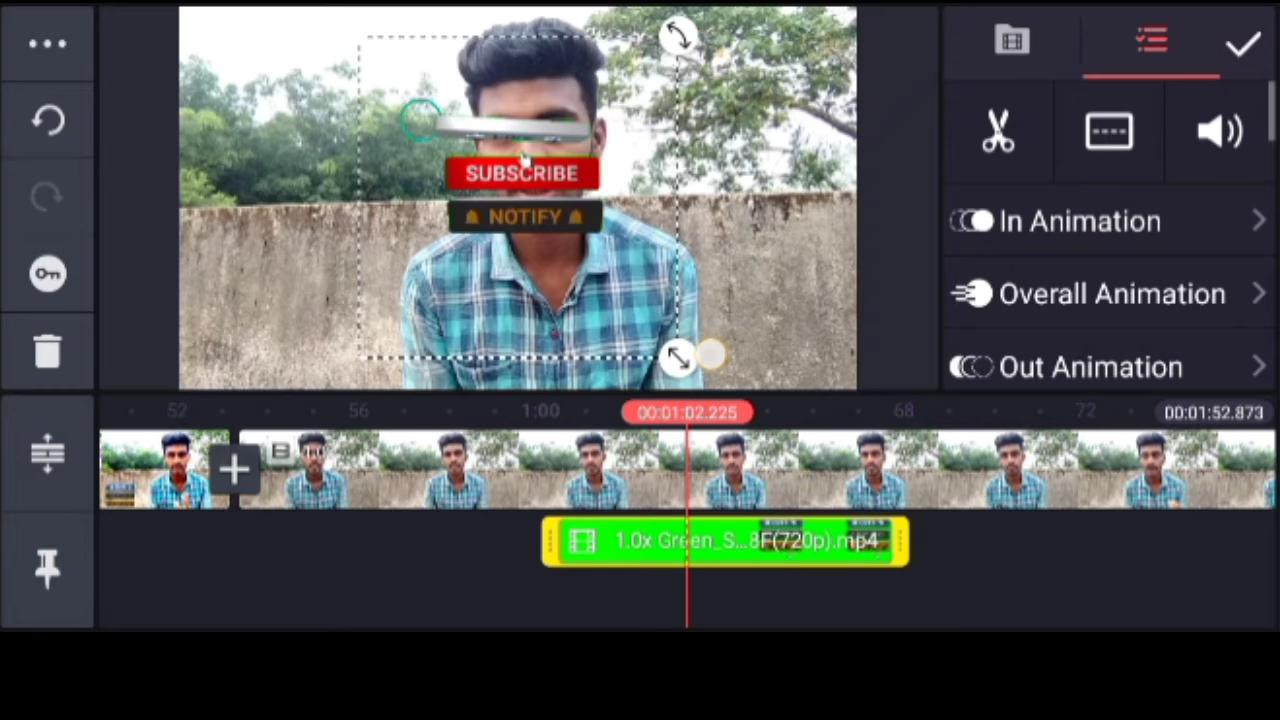 SUBSCRIBE
NOTIFY
In Animation
Overall Animation
Out Animation
52
56
1:00
00:01:02.225
68
72
00:01:52.873
1.0x Green_S...8F(720p).mp4